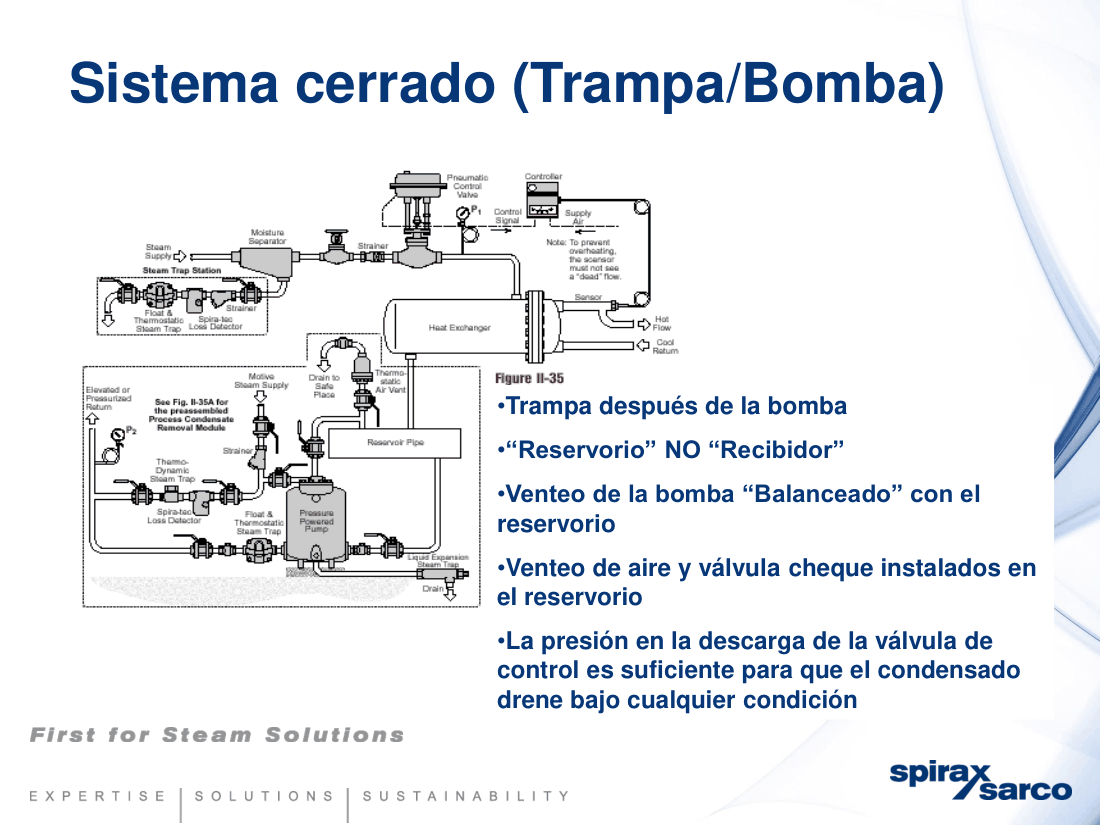 Sistema cerrado (Trampa/Bomba)
Pneumatic
Control
Valve
Controller
P1
Control
Signal
Supply
Air
Moisture
Separator
Steam
Supply
Strainer
Note: To prevent
overheating,
the scensor
must not see
a "dead" flow.
Steam Trap Station
Sensor
Strainer
Float &
Thermostatic
Steam Trap
Spira-tec
Loss Detector
Heat Exchanger
Hot
Flow
Cool
Return
Figure II-35
Elevated or
Pressurized
Return
Motive
Steam Supply
Drain to
Safe
Place
Thermo-
static
Air Vent
See Fig. II-35A for
the preassembled
Process Condensate
Removal Module
P2
Reservoir Pipe
Strainer
Thermo-
Dynamic
Steam Trap
Spira-tec
Loss Detector
Float &
Thermostatic
Steam Trap
Pressure
Powered
Pump
Liquid Expansion
Steam Trap
Drain
•Trampa después de la bomba
•“Reservorio” NO “Recibidor”
•Venteo de la bomba “Balanceado” con el
reservorio
•Venteo de aire y válvula cheque instalados en
el reservorio
•La presión en la descarga de la válvula de
control es suficiente para que el condensado
drene bajo cualquier condición
First for Steam Solutions
EXPERTISE SOLUTIONS SUSTAINABILITY
spirax
sarco